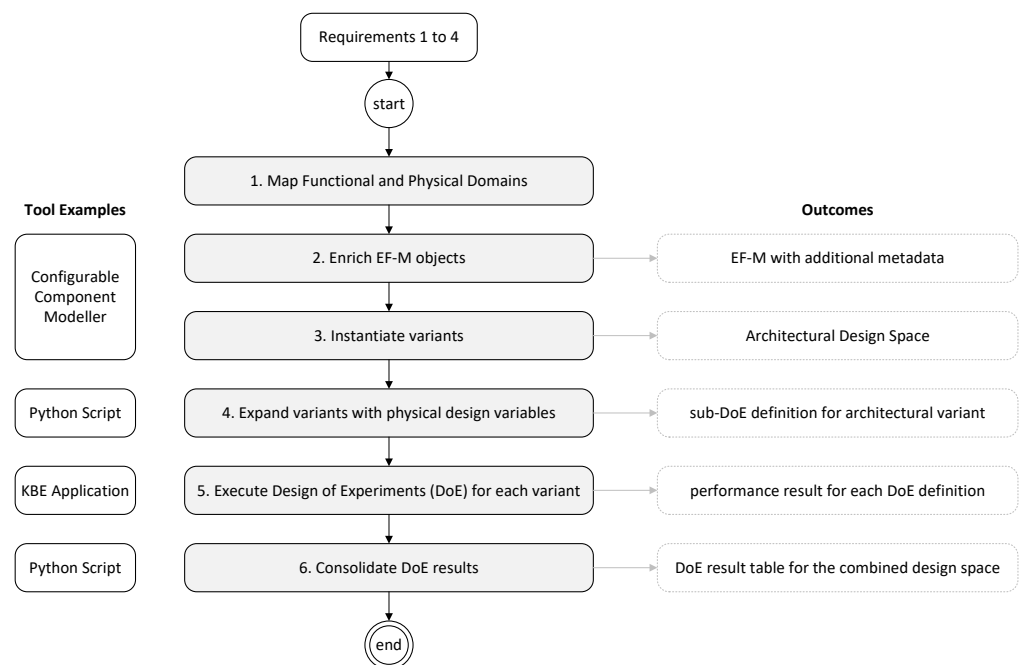 Requirements 1 to 4
start
1. Map Functional and Physical Domains
Tool Examples
Outcomes
Configurable
Component
Modeller
2. Enrich EF-M objects
EF-M with additional metadata
3. Instantiate variants
Architectural Design Space
Python Script
4. Expand variants with physical design variables
sub-DoE definition for architectural variant
KBE Application
5. Execute Design of Experiments (DoE) for each variant
performance result for each DoE definition
Python Script
6. Consolidate DoE results
DoE result table for the combined design space
end